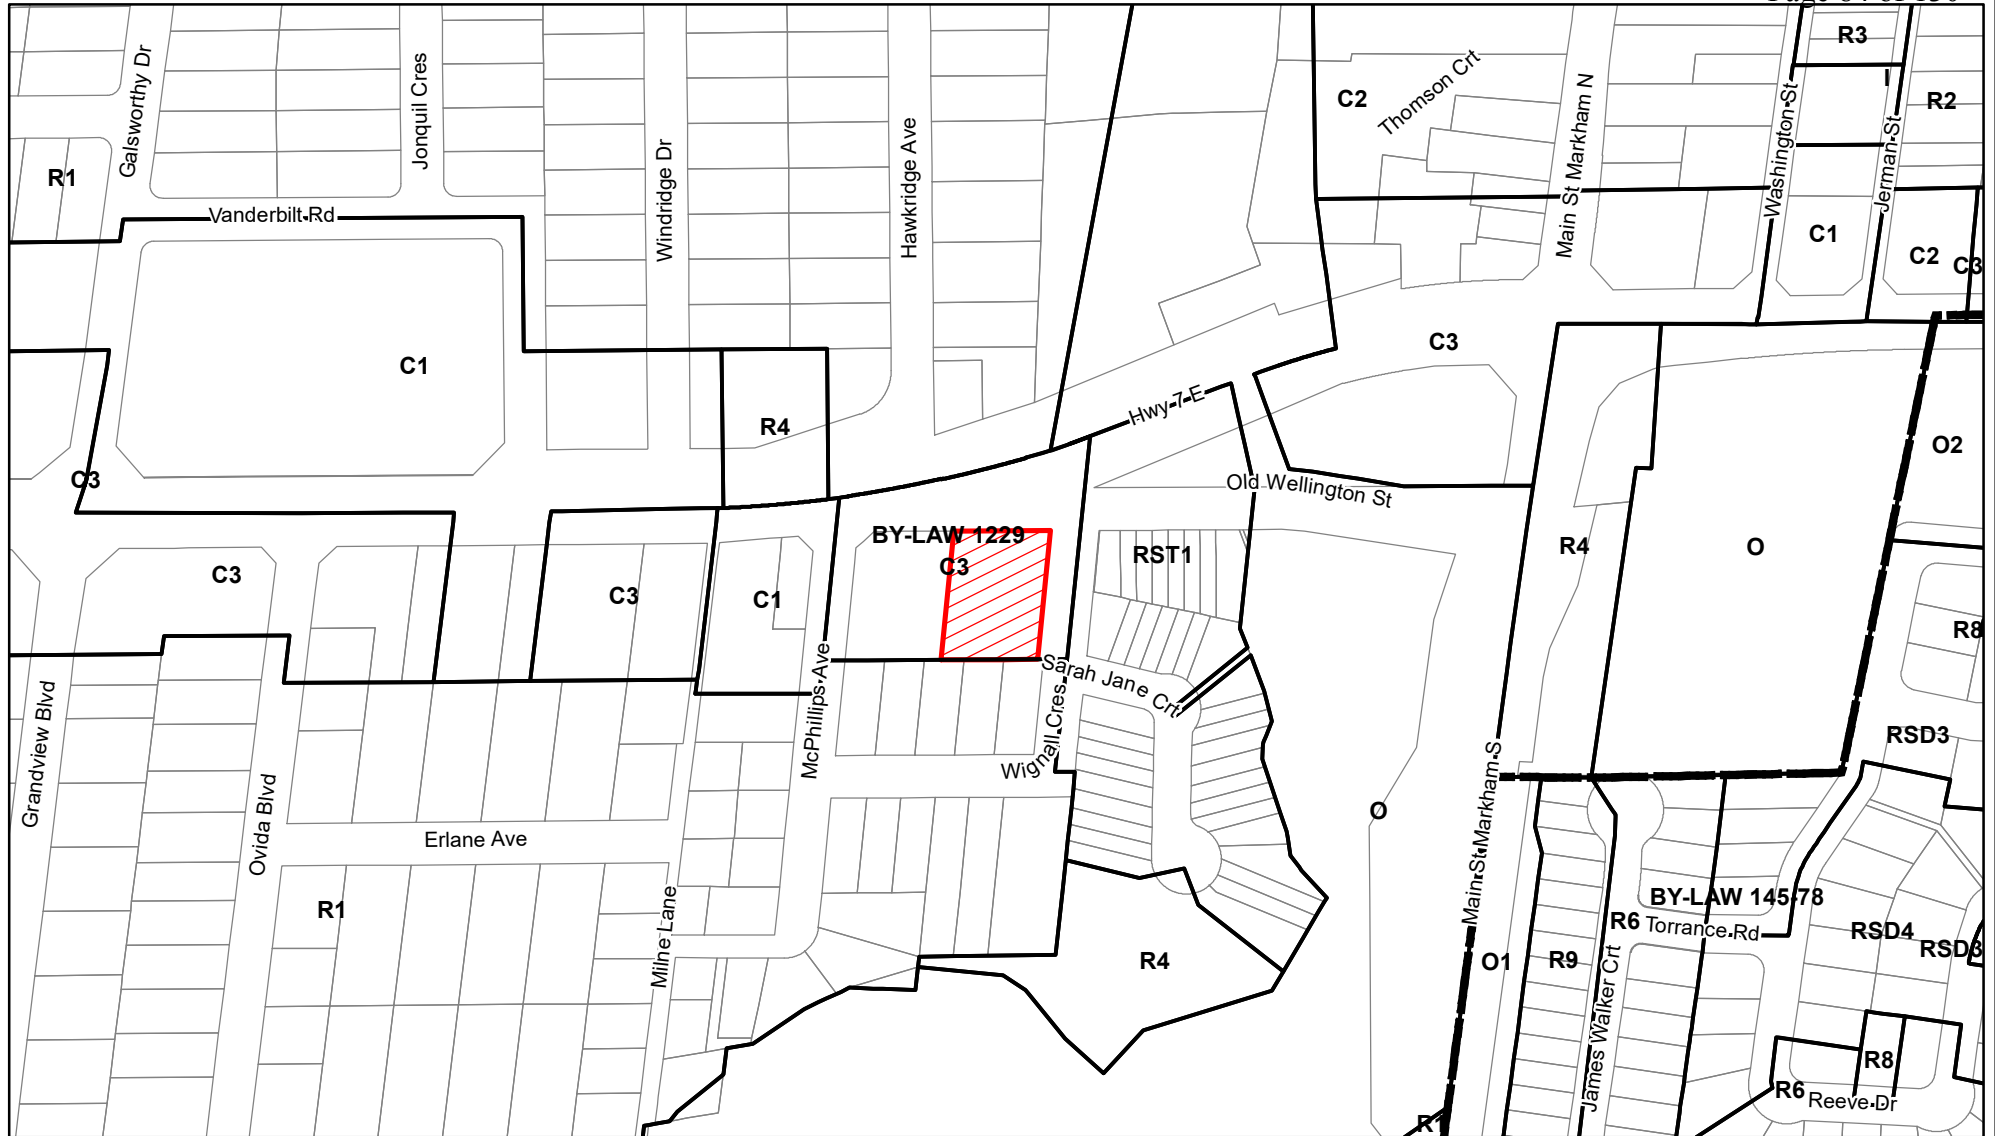 R3
C2
Thomson Crt
Main St Markham N
Washington St
Jerman St
R2
Galsworthy Dr
Jonquil Cres
Windridge Dr
Hawkridge Ave
R1
Vanderbilt Rd
C1
C2
C3
C1
R4
C3
Hwy 7 E
C3
O2
Old Wellington St
BY-LAW 1229
C3
RST1
R4
O
C3
C3
C1
R8
Sarah Jane Crt
McPhillips Ave
Wignall Cres
Grandview Blvd
Ovida Blvd
Erlane Ave
Milne Lane
R1
O
Main St Markham S
RSD3
BY-LAW 145-78
R6
Torrance Rd
RSD4
RSD3
R4
O1
R9
James Walker Crt
R8
R6
Reeve Dr
R1